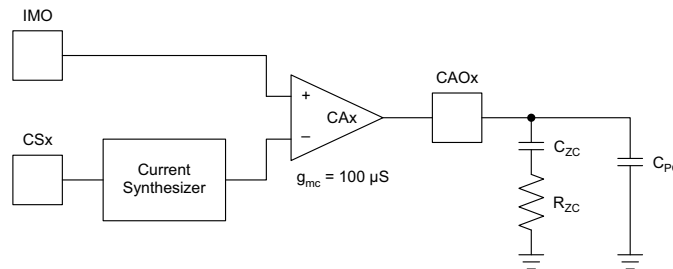 IMO
CAOx
+
CAx
CSx
–
Current
Synthesizer
g_mc = 100 µS
C_ZC
R_ZC